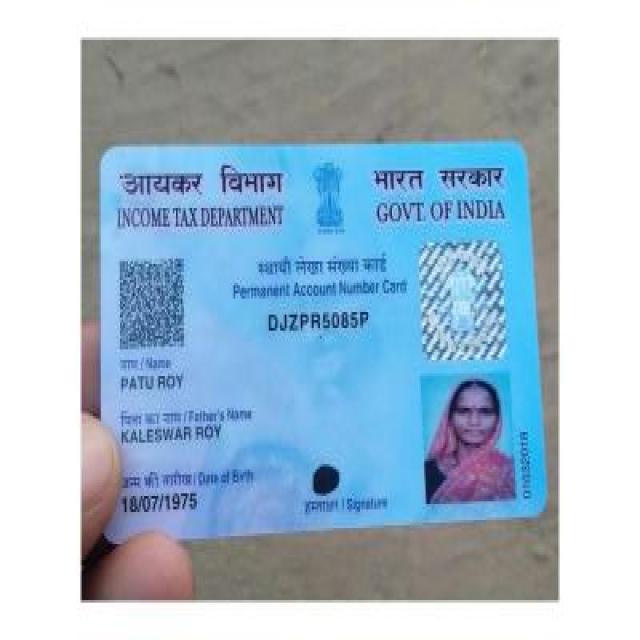 आयकर विभाग
INCOME TAX DEPARTMENT
भारत सरकार
GOVT. OF INDIA
स्थायी लेखा संख्या कार्ड
Permanent Account Number Card
DJZPR5085P
नाम / Name
PATU ROY
पिता का नाम / Father's Name
KALESWAR ROY
जन्म की तारीख / Date of Birth
18/07/1975
हस्ताक्षर / Signature
01032018